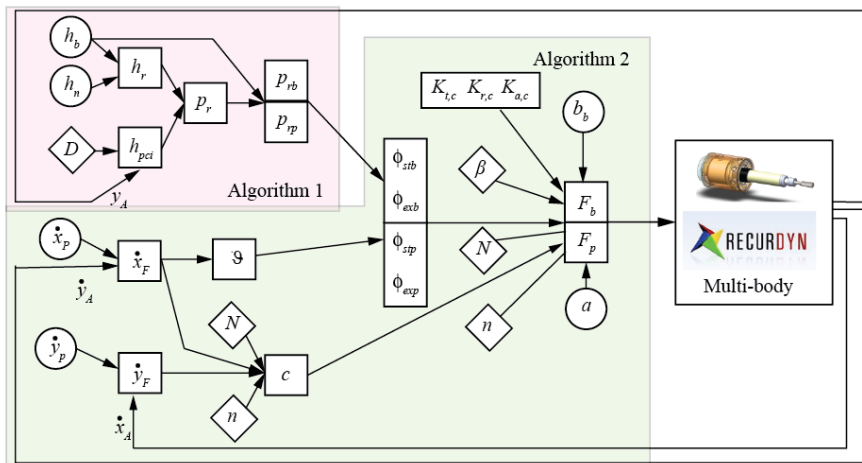 h_b
h_n
h_r
D
h_pci
p_r
p_rb
p_rp
y_A
Algorithm 1
Algorithm 2
K_t,c K_r,c K_a,c
b_b
β
ϕ_stb
ϕ_exb
ϕ_stp
ϕ_exp
F_b
F_p
N
n
a
RECURDYN
Multi-body
ẋ_P
ẋ_F
ϑ
ẏ_A
N
ẏ_p
ẏ_F
c
n
ẋ_A